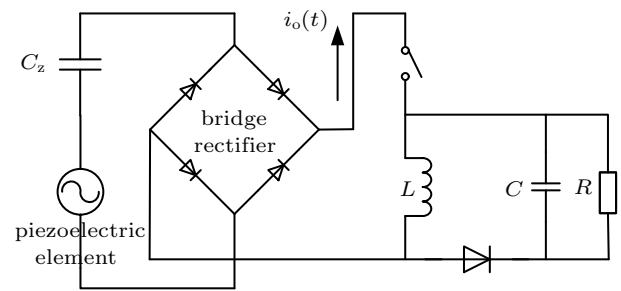 i_o(t)
C_z
bridge
rectifier
L
C
R
piezoelectric
element